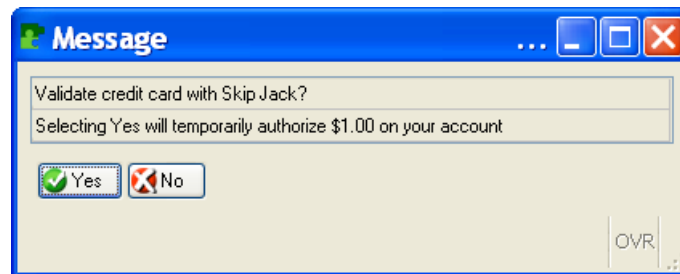 Message ...
Validate credit card with Skip Jack?
Selecting Yes will temporarily authorize $1.00 on your account
Yes No
OVR